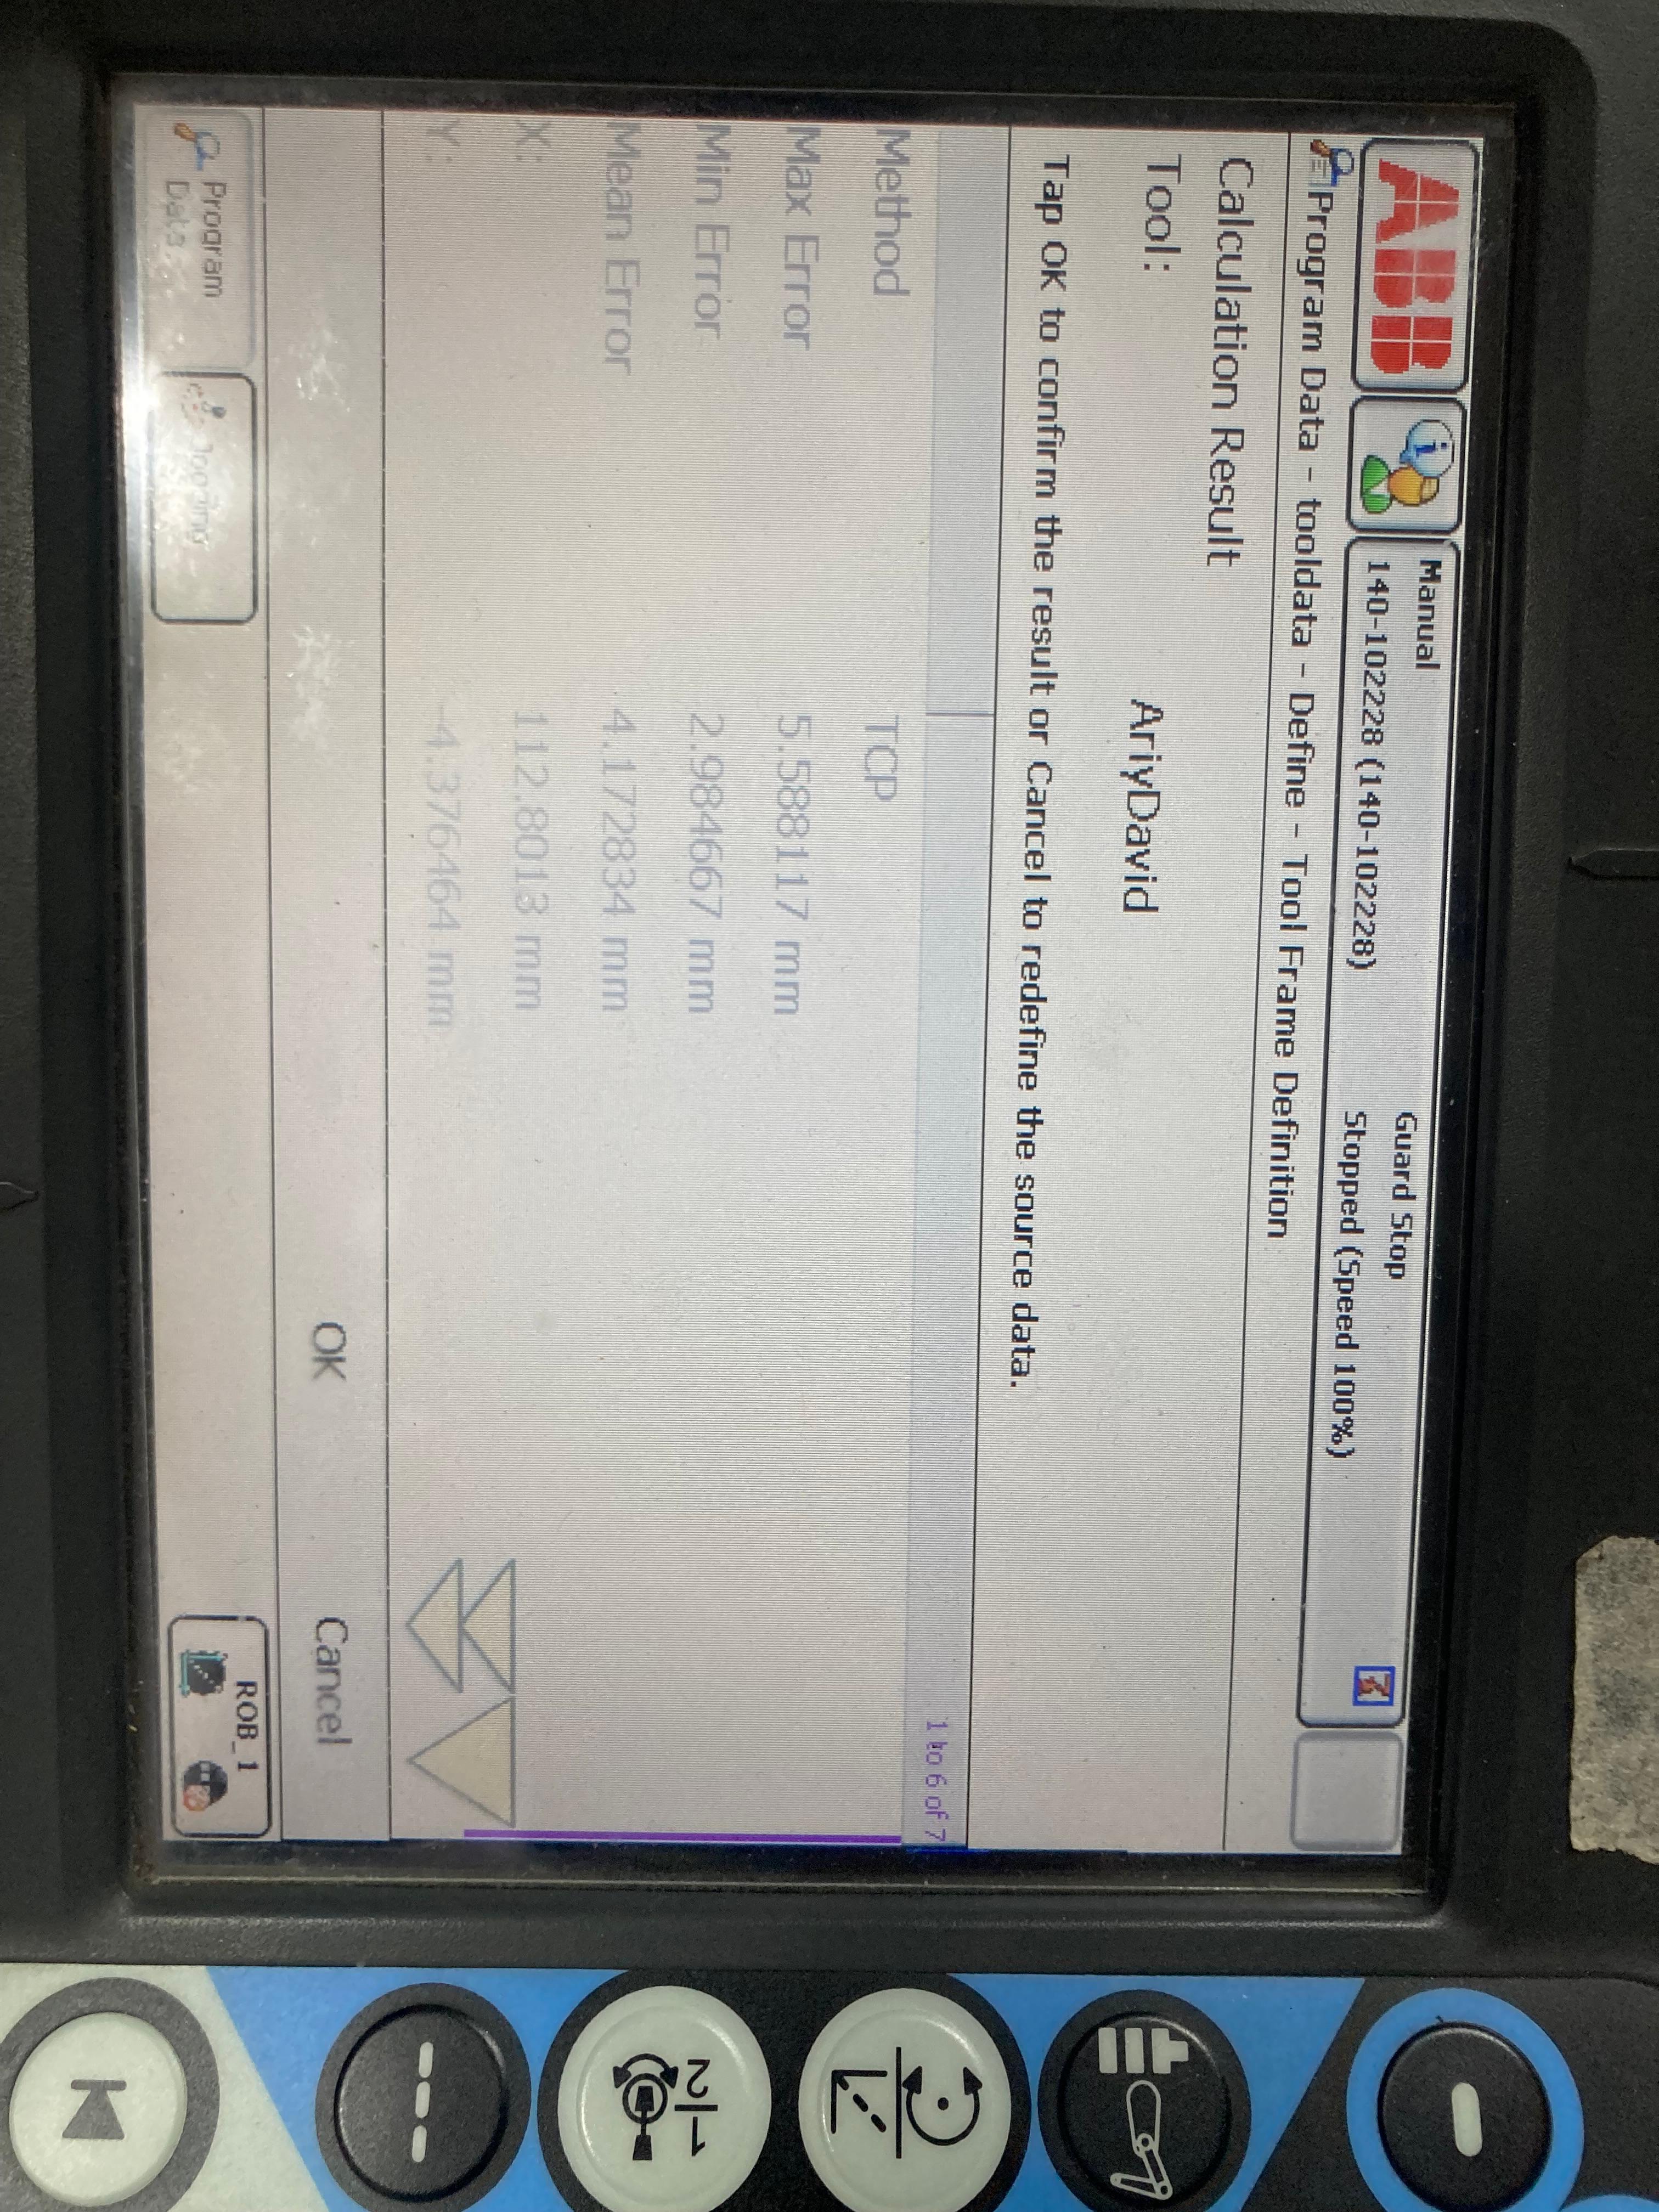 ABB
Manual
140-102228 (140-102228)
Guard Stop
Stopped (Speed 100%)
Program Data - tooldata - Define - Tool Frame Definition
Calculation Result
Tool: AriyDavid
Tap OK to confirm the result or Cancel to redefine the source data.
1 to 6 of 7
Method TCP
Max Error 5.588117 mm
Min Error 2.984667 mm
Mean Error 4.172834 mm
X: 112.8013 mm
Y: -4.376464 mm
OK Cancel
Program
Data
Jogging
ROB_1
1
2